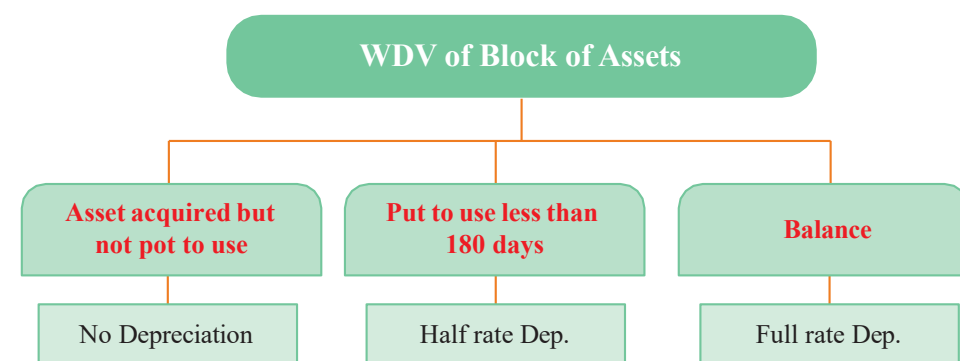 WDV of Block of Assets
Asset acquired but
not pot to use
Put to use less than
180 days
Balance
No Depreciation
Half rate Dep.
Full rate Dep.